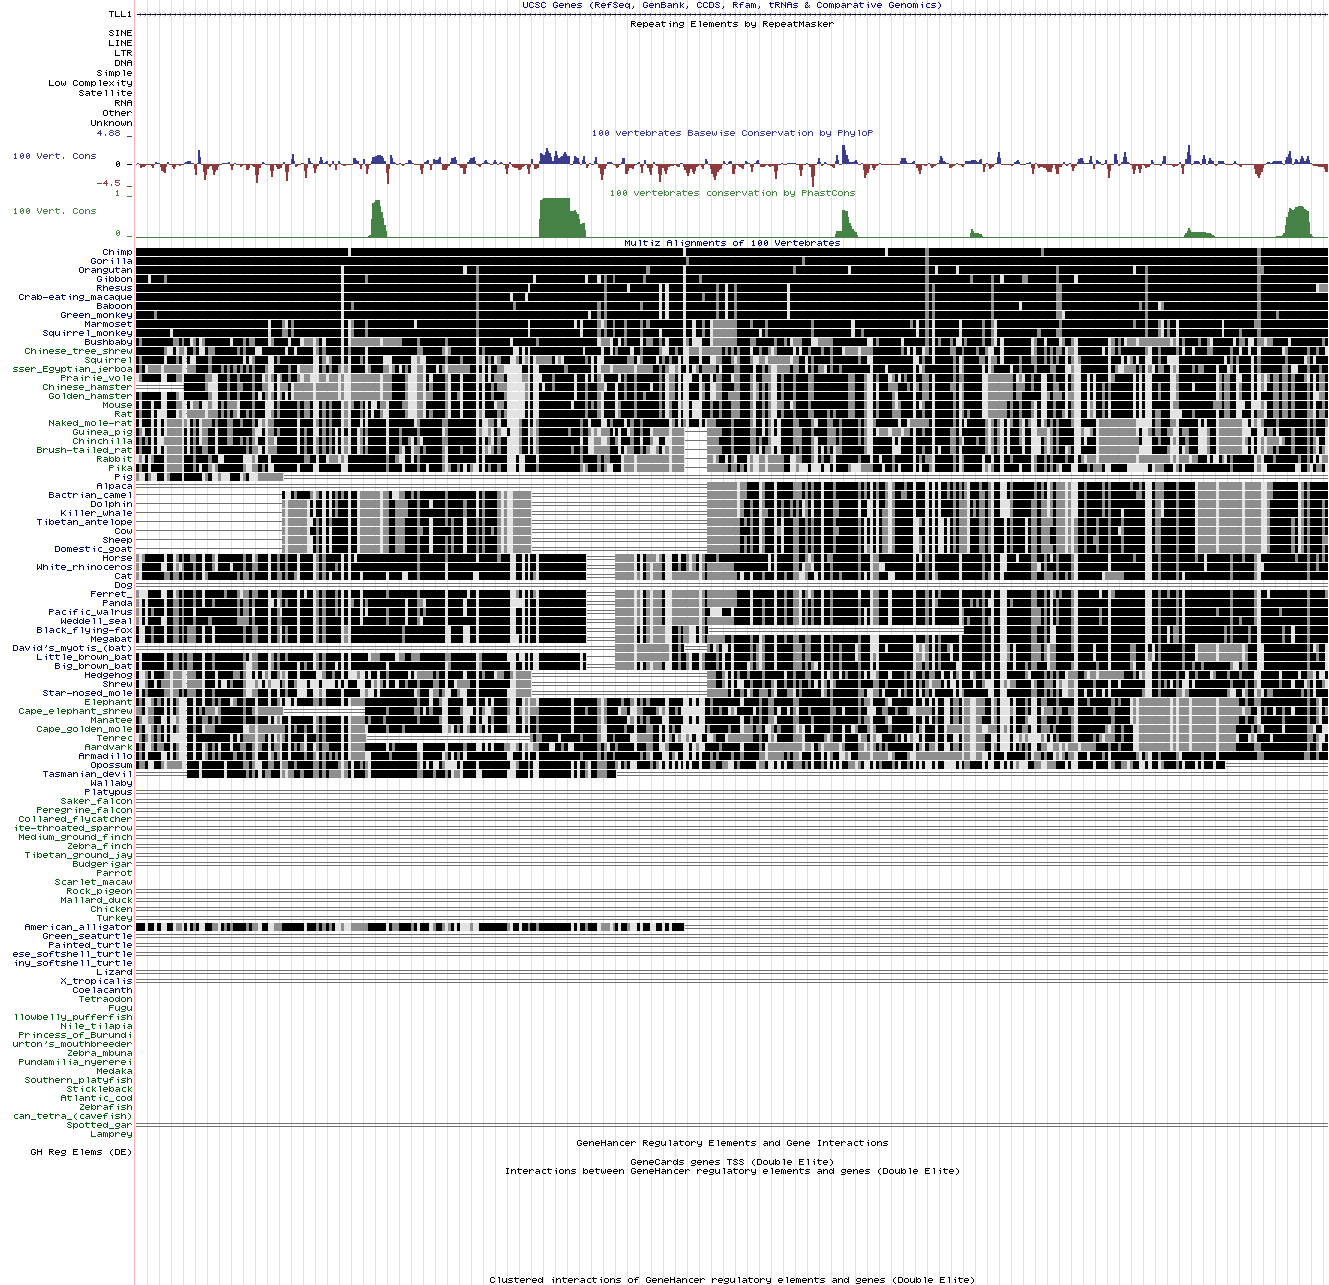 UCSC Genes (RefSeq, GenBank, CCDS, Rfam, tRNAs & Comparative Genomics)
TLL1
Repeating Elements by RepeatMasker
SINE
LINE
LTR
DNA
Simple
Low Complexity
Satellite
RNA
Other
Unknown
4.88 _
100 vertebrates Basewise Conservation by PhyloP
100 Vert. Cons
0 -
-4.5 _
100 vertebrates conservation by PhastCons
1 _
100 Vert. Cons
0 _
Multiz Alignments of 100 Vertebrates
Chimp
Gorilla
Orangutan
Gibbon
Rhesus
Crab-eating_macaque
Baboon
Green_monkey
Marmoset
Squirrel_monkey
Bushbaby
Chinese_tree_shrew
Squirrel
sser_Egyptian_jerboa
Prairie_vole
Chinese_hamster
Golden_hamster
Mouse
Rat
Naked_mole-rat
Guinea_pig
Chinchilla
Brush-tailed_rat
Rabbit
Pika
Pig
Alpaca
Bactrian_camel
Dolphin
Killer_whale
Tibetan_antelope
Cow
Sheep
Domestic_goat
Horse
White_rhinoceros
Cat
Dog
Ferret_
Panda
Pacific_walrus
Weddell_seal
Black_flying-fox
Megabat
David's_myotis_(bat)
Little_brown_bat
Big_brown_bat
Hedgehog
Shrew
Star-nosed_mole
Elephant
Cape_elephant_shrew
Manatee
Cape_golden_mole
Tenrec
Aardvark
Armadillo
Opossum
Tasmanian_devil
Wallaby
Platypus
Saker_falcon
Peregrine_falcon
Collared_flycatcher
ite-throated_sparrow
Medium_ground_finch
Zebra_finch
Tibetan_ground_jay
Budgerigar
Parrot
Scarlet_macaw
Rock_pigeon
Mallard_duck
Chicken
Turkey
American_alligator
Green_seaturtle
Painted_turtle
ese_softshell_turtle
iny_softshell_turtle
Lizard
X_tropicalis
Coelacanth
Tetraodon
Fugu
llowbelly_pufferfish
Nile_tilapia
Princess_of_Burundi
urton's_mouthbreeder
Zebra_mbuna
Pundamilia_nyererei
Medaka
Southern_platyfish
Stickleback
Atlantic_cod
Zebrafish
can_tetra_(cavefish)
Spotted_gar
Lamprey
GeneHancer Regulatory Elements and Gene Interactions
GH Reg Elems (DE)
GeneCards genes TSS (Double Elite)
Interactions between GeneHancer regulatory elements and genes (Double Elite)
Clustered interactions of GeneHancer regulatory elements and genes (Double Elite)